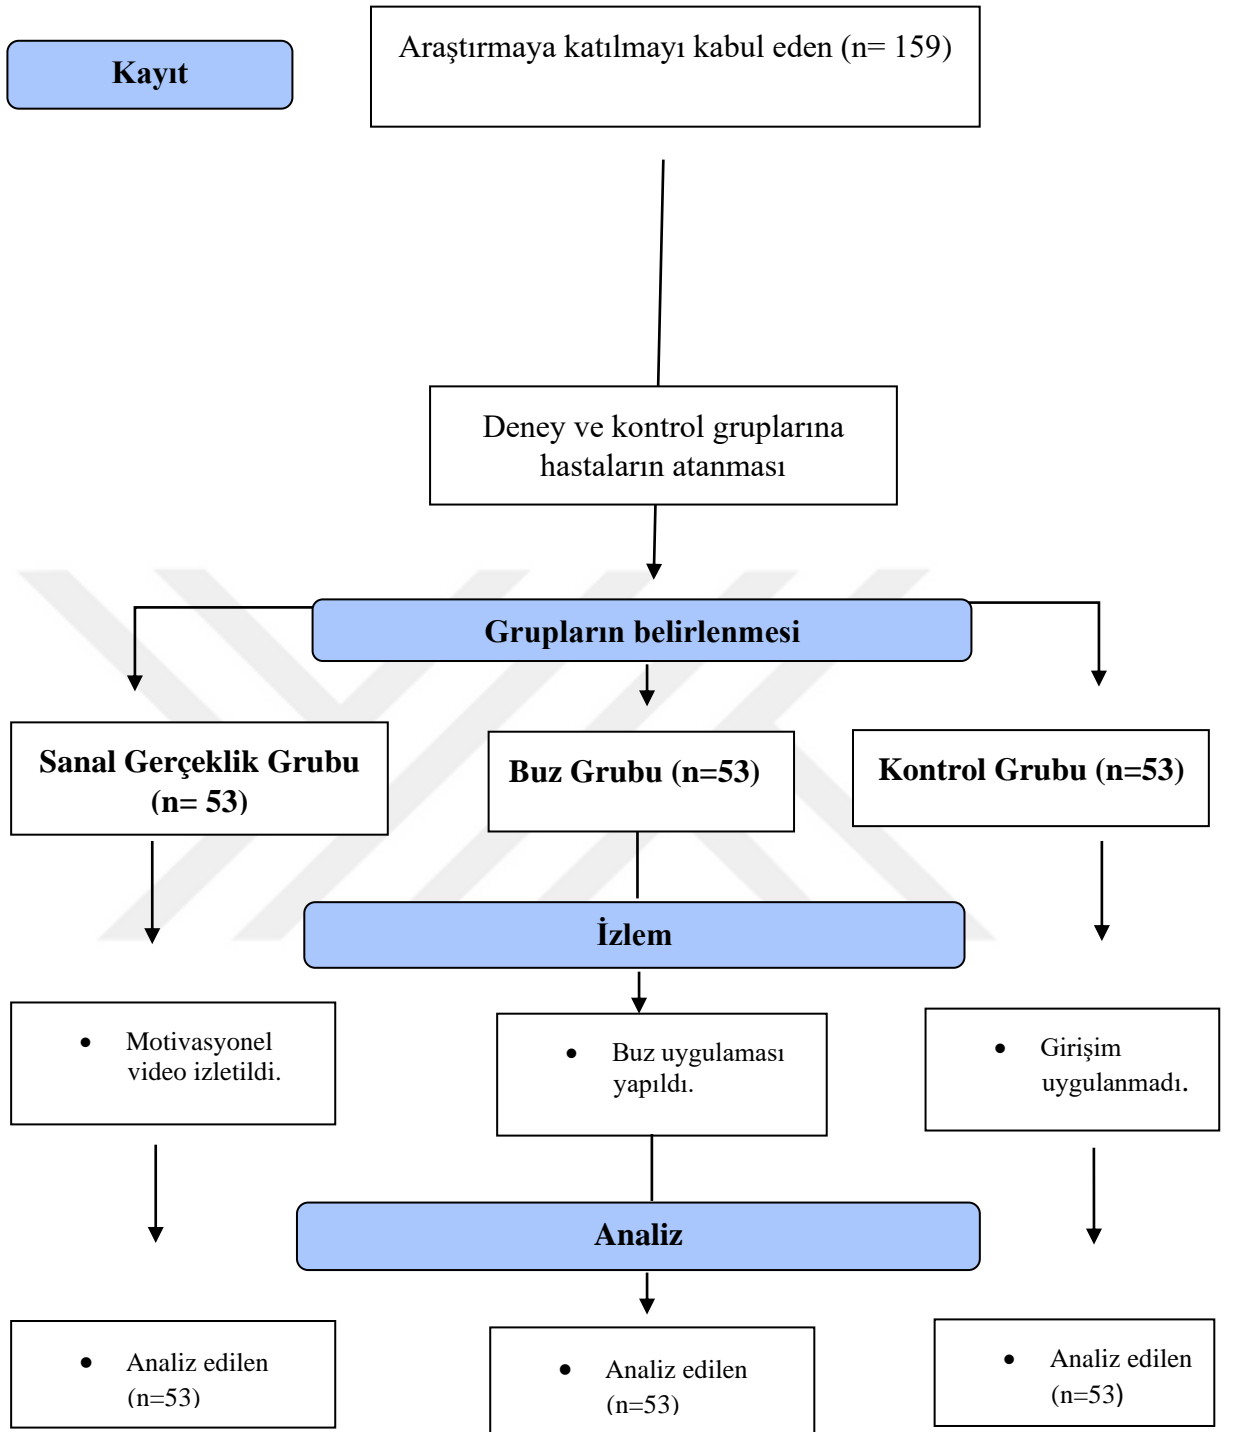 Araştırmaya katılmayı kabul eden (n= 159)
Kayıt
Deney ve kontrol gruplarına
hastaların atanması
Grupların belirlenmesi
Sanal Gerçeklik Grubu
(n= 53)
Buz Grubu (n=53)
Kontrol Grubu (n=53)
İzlem
• Motivasyonel
video izletildi.
• Buz uygulaması
yapıldı.
• Girişim
uygulanmadı.
Analiz
• Analiz edilen
(n=53)
• Analiz edilen
(n=53)
• Analiz edilen
(n=53)